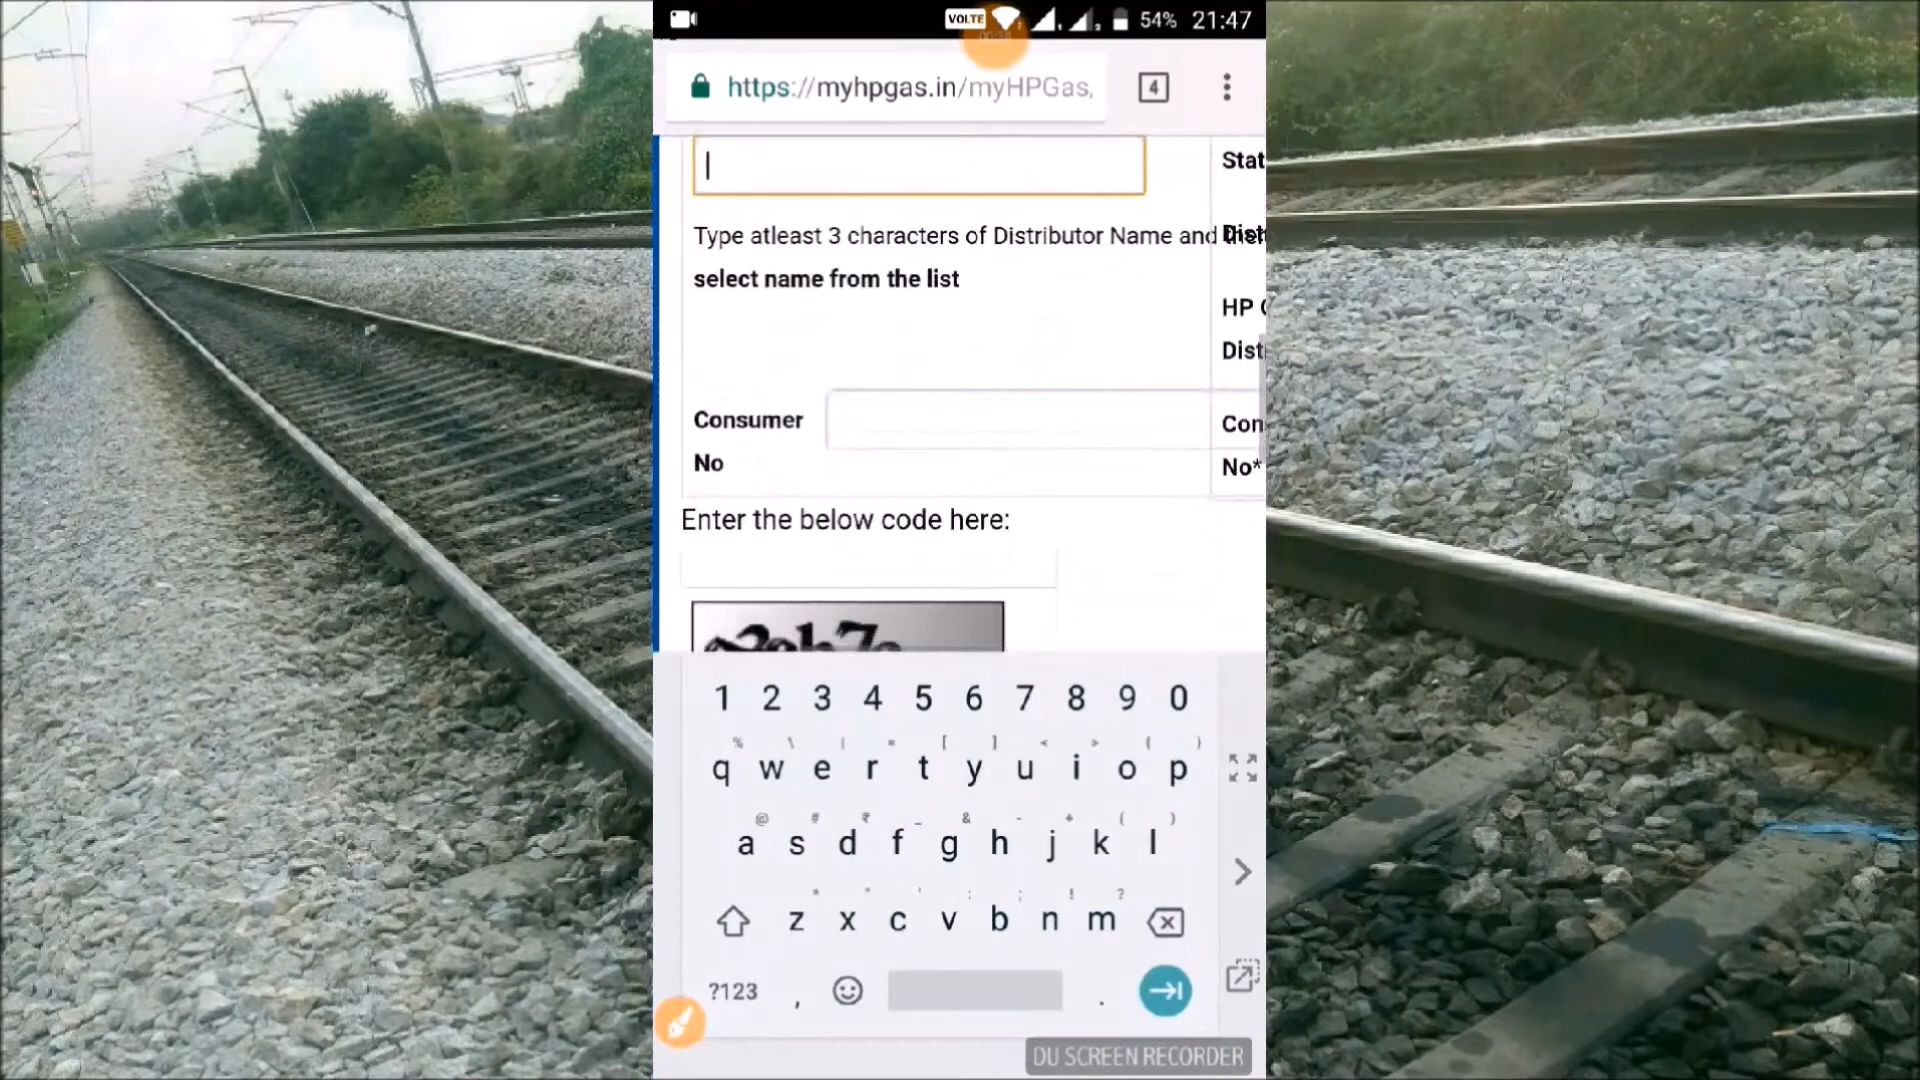 VOLTE 54% 21:47
https://myhpgas.in/myHPGas, 4
Stat
Type atleast 3 characters of Distributor Name and
select name from the list
HP
Dist
Consumer
No
Con
No*
Enter the below code here:
1 2 3 4 5 6 7 8 9 0
% \ | = [ ] < > { }
q w e r t y u i o p
@ # ₹ _ & - + ( )
a s d f g h j k l
* " ' : ; ! ?
z x c v b n m
?123 , .
DU SCREEN RECORDER